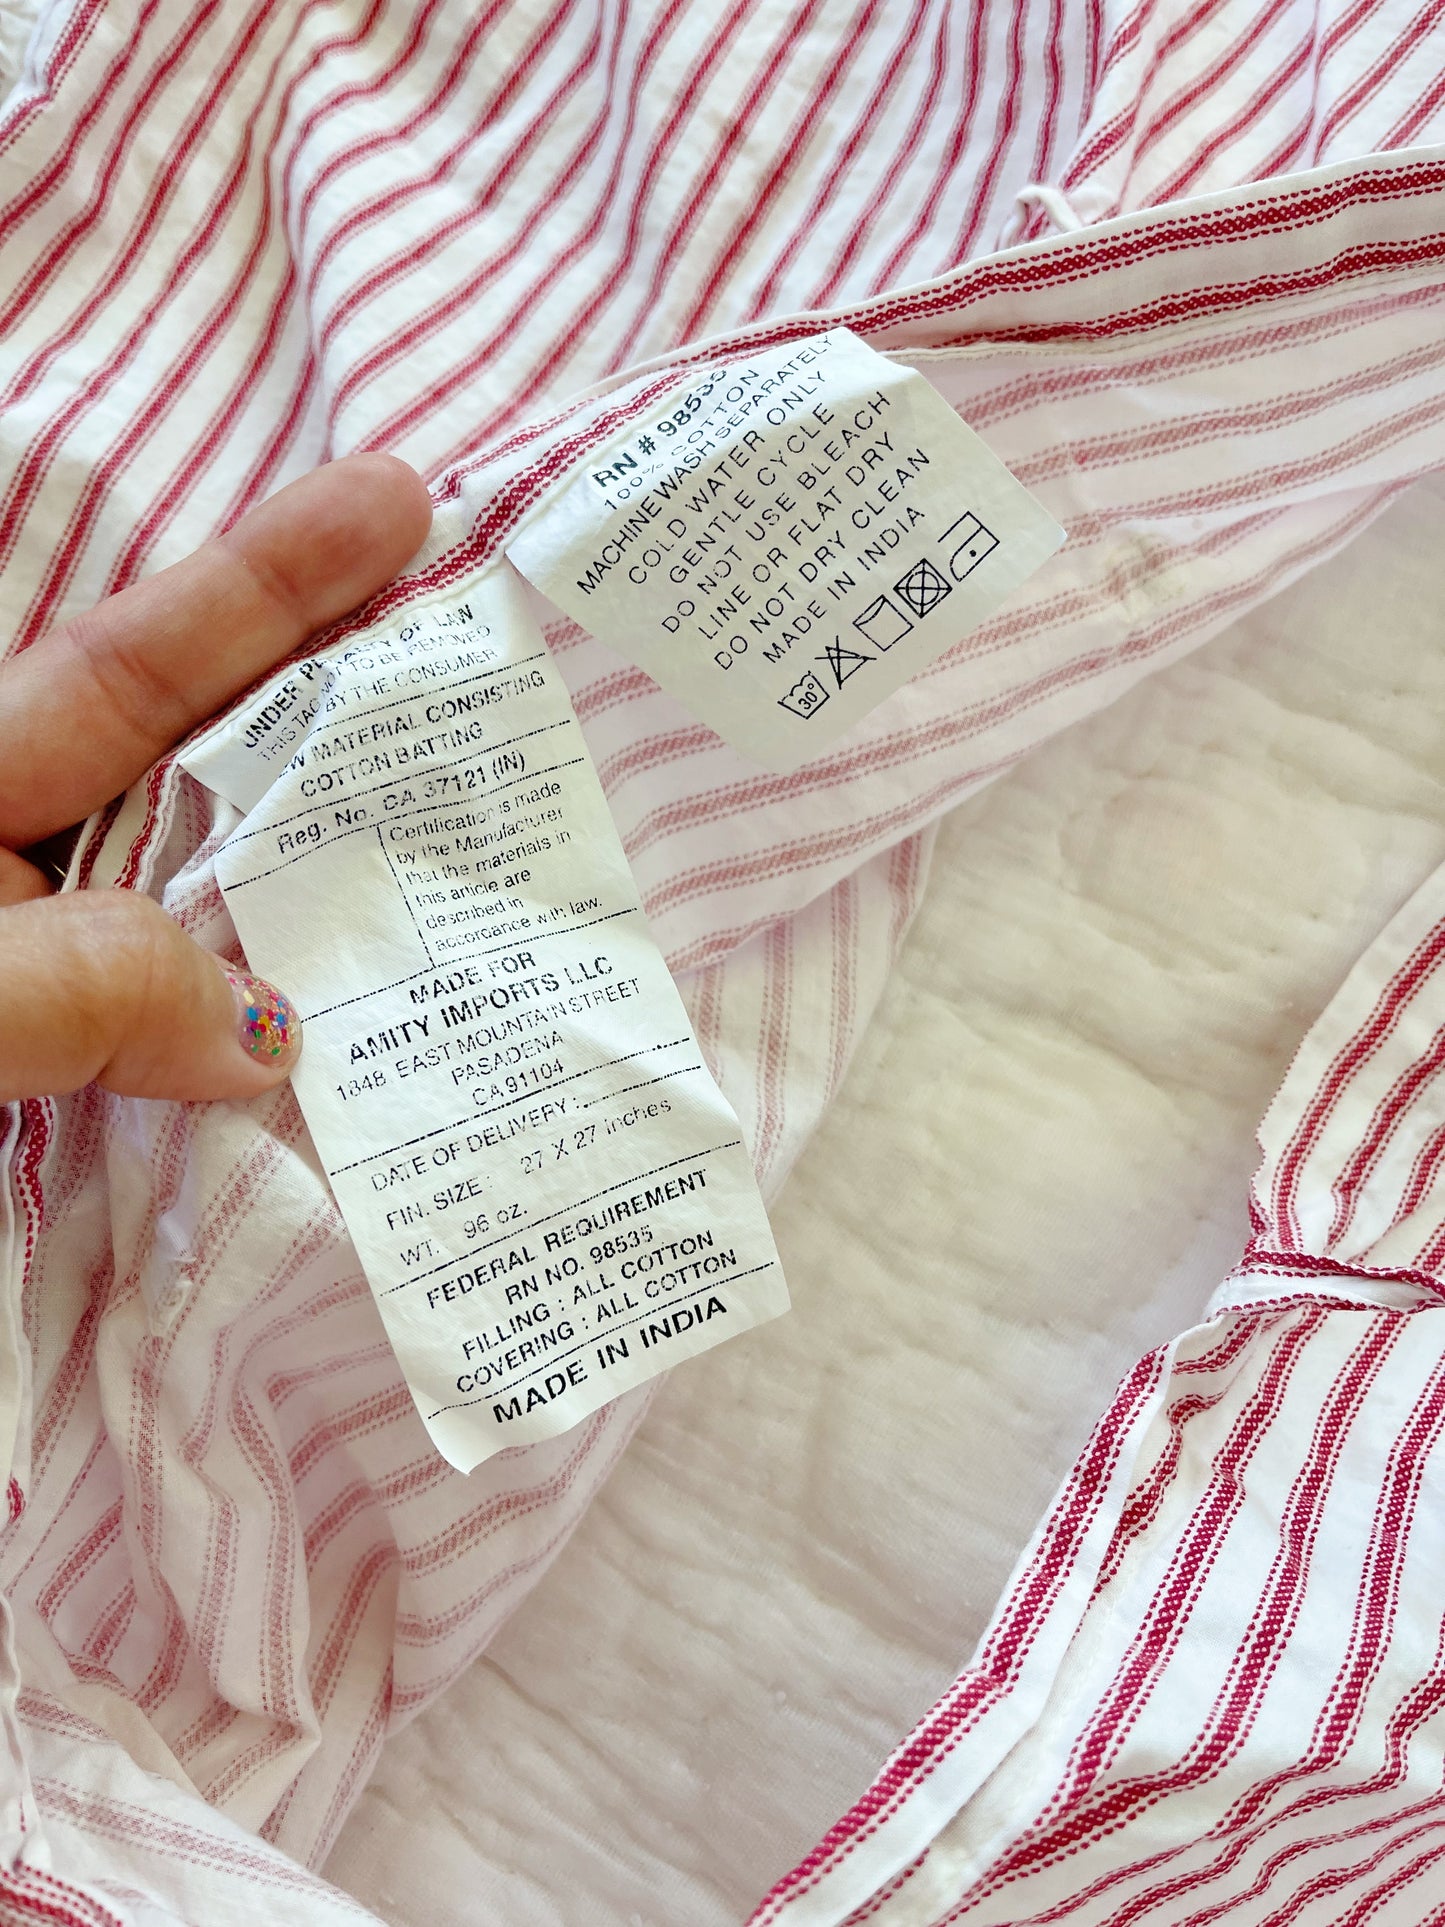 UNDER PENALTY OF LAW
THIS TAG NOT TO BE REMOVED
BY THE CONSUMER
MATERIAL CONSISTING
COTTON BATTING
Reg. No. CA 37121 (IN)
Certification is made
by the Manufacturer
that the materials in
this article are
described in
accordance with law.
MADE FOR
AMITY IMPORTS LLC
1848 EAST MOUNTAIN STREET
PASADENA
CA 91104
DATE OF DELIVERY :
FIN. SIZE : 27 X 27 inches
WT. 96 oz.
FEDERAL REQUIREMENT
RN NO. 98535
FILLING : ALL COTTON
COVERING : ALL COTTON
MADE IN INDIA
RN # 98535
100% COTTON
MACHINE WASH SEPARATELY
COLD WATER ONLY
GENTLE CYCLE
DO NOT USE BLEACH
LINE OR FLAT DRY
DO NOT DRY CLEAN
MADE IN INDIA
30°